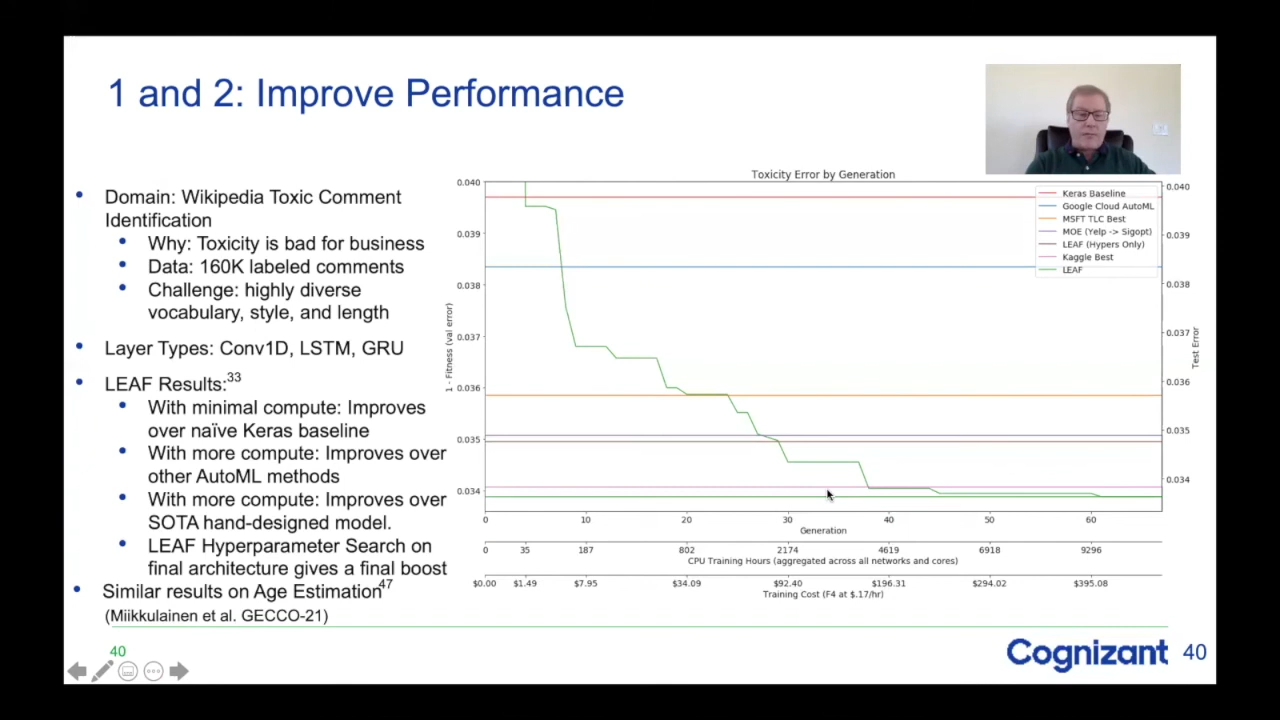 1 and 2: Improve Performance
• Domain: Wikipedia Toxic Comment
Identification
• Why: Toxicity is bad for business
• Data: 160K labeled comments
• Challenge: highly diverse
vocabulary, style, and length
• Layer Types: Conv1D, LSTM, GRU
• LEAF Results:33
• With minimal compute: Improves
over naïve Keras baseline
• With more compute: Improves over
other AutoML methods
• With more compute: Improves over
SOTA hand-designed model.
• LEAF Hyperparameter Search on
final architecture gives a final boost
• Similar results on Age Estimation47
(Miikkulainen et al. GECCO-21)
Toxicity Error by Generation
0.040
0.039
0.038
0.037
0.036
0.035
0.034
1 - Fitness (val error)
Keras Baseline
Google Cloud AutoML
MSFT TLC Best
MOE (Yelp -> Sigopt)
LEAF (Hypers Only)
Kaggle Best
LEAF
0.040
0.039
0.038
0.037
0.036
0.035
0.034
Test Error
0 10 20 30 40 50 60
Generation
0 35 187 802 2174 4619 6918 9296
CPU Training Hours (aggregated across all networks and cores)
$0.00 $1.49 $7.95 $34.09 $92.40 $196.31 $294.02 $395.08
Training Cost (F4 at $.17/hr)
40
Cognizant 40